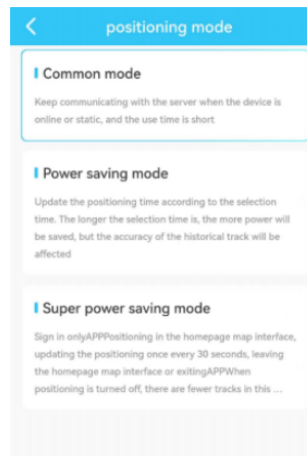 positioning mode
Common mode
Keep communicating with the server when the device is
online or static, and the use time is short
Power saving mode
Update the positioning time according to the selection
time. The longer the selection time is, the more power will
be saved, but the accuracy of the historical track will be
affected
Super power saving mode
Sign in onlyAPPPositioning in the homepage map interface,
updating the positioning once every 30 seconds, leaving
the homepage map interface or exitingAPPWhen
positioning is turned off, there are fewer tracks in this ...